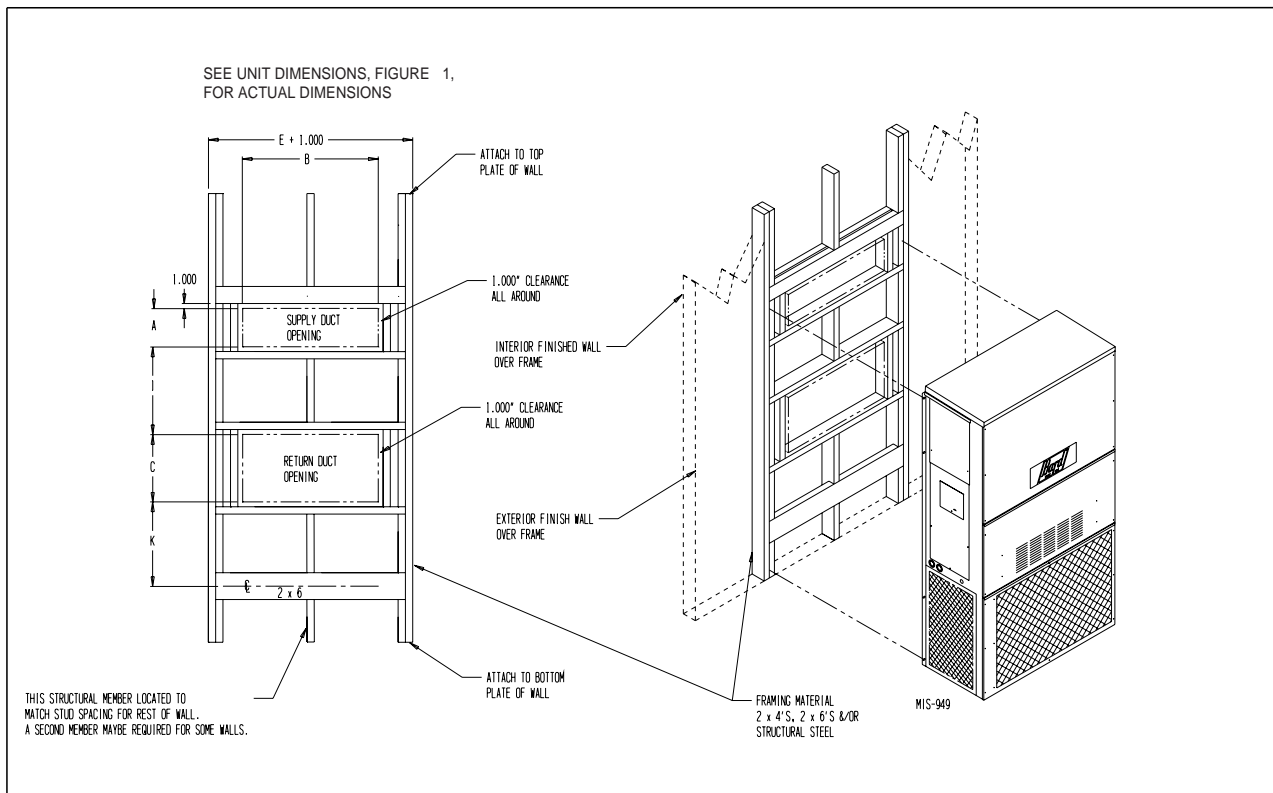 SEE UNIT DIMENSIONS, FIGURE 1,
FOR ACTUAL DIMENSIONS
E + 1.000
B
ATTACH TO TOP
PLATE OF WALL
1.000
A
1.000" CLEARANCE
ALL AROUND
SUPPLY DUCT
OPENING
INTERIOR FINISHED WALL
OVER FRAME
I
1.000" CLEARANCE
ALL AROUND
C
RETURN DUCT
OPENING
EXTERIOR FINISH WALL
OVER FRAME
K
℄
2 x 6
ATTACH TO BOTTOM
PLATE OF WALL
THIS STRUCTURAL MEMBER LOCATED TO
MATCH STUD SPACING FOR REST OF WALL.
A SECOND MEMBER MAYBE REQUIRED FOR SOME WALLS.
FRAMING MATERIAL
2 x 4'S, 2 x 6'S &/OR
STRUCTURAL STEEL
Bard
MIS-949